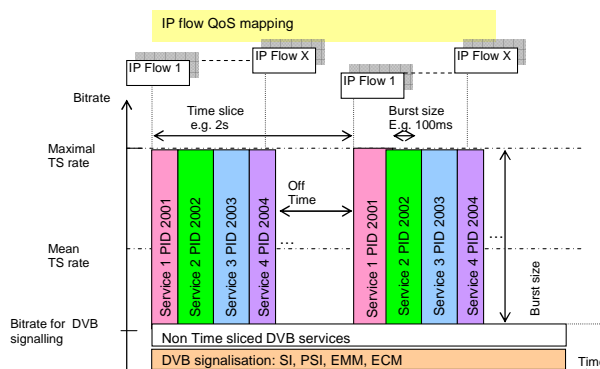 IP flow QoS mapping
IP Flow 1
IP Flow X
IP Flow 1
IP Flow X
Bitrate
Time slice
e.g. 2s
Burst size
E.g. 100ms
Maximal
TS rate
Off
Time
Service 1 PID 2001
Service 2 PID 2002
Service 3 PID 2003
Service 4 PID 2004
...
Service 1 PID 2001
Service 2 PID 2002
Service 3 PID 2003
Service 4 PID 2004
...
Mean
TS rate
Burst size
Bitrate for DVB
signalling
Non Time sliced DVB services
DVB signalisation: SI, PSI, EMM, ECM
Time